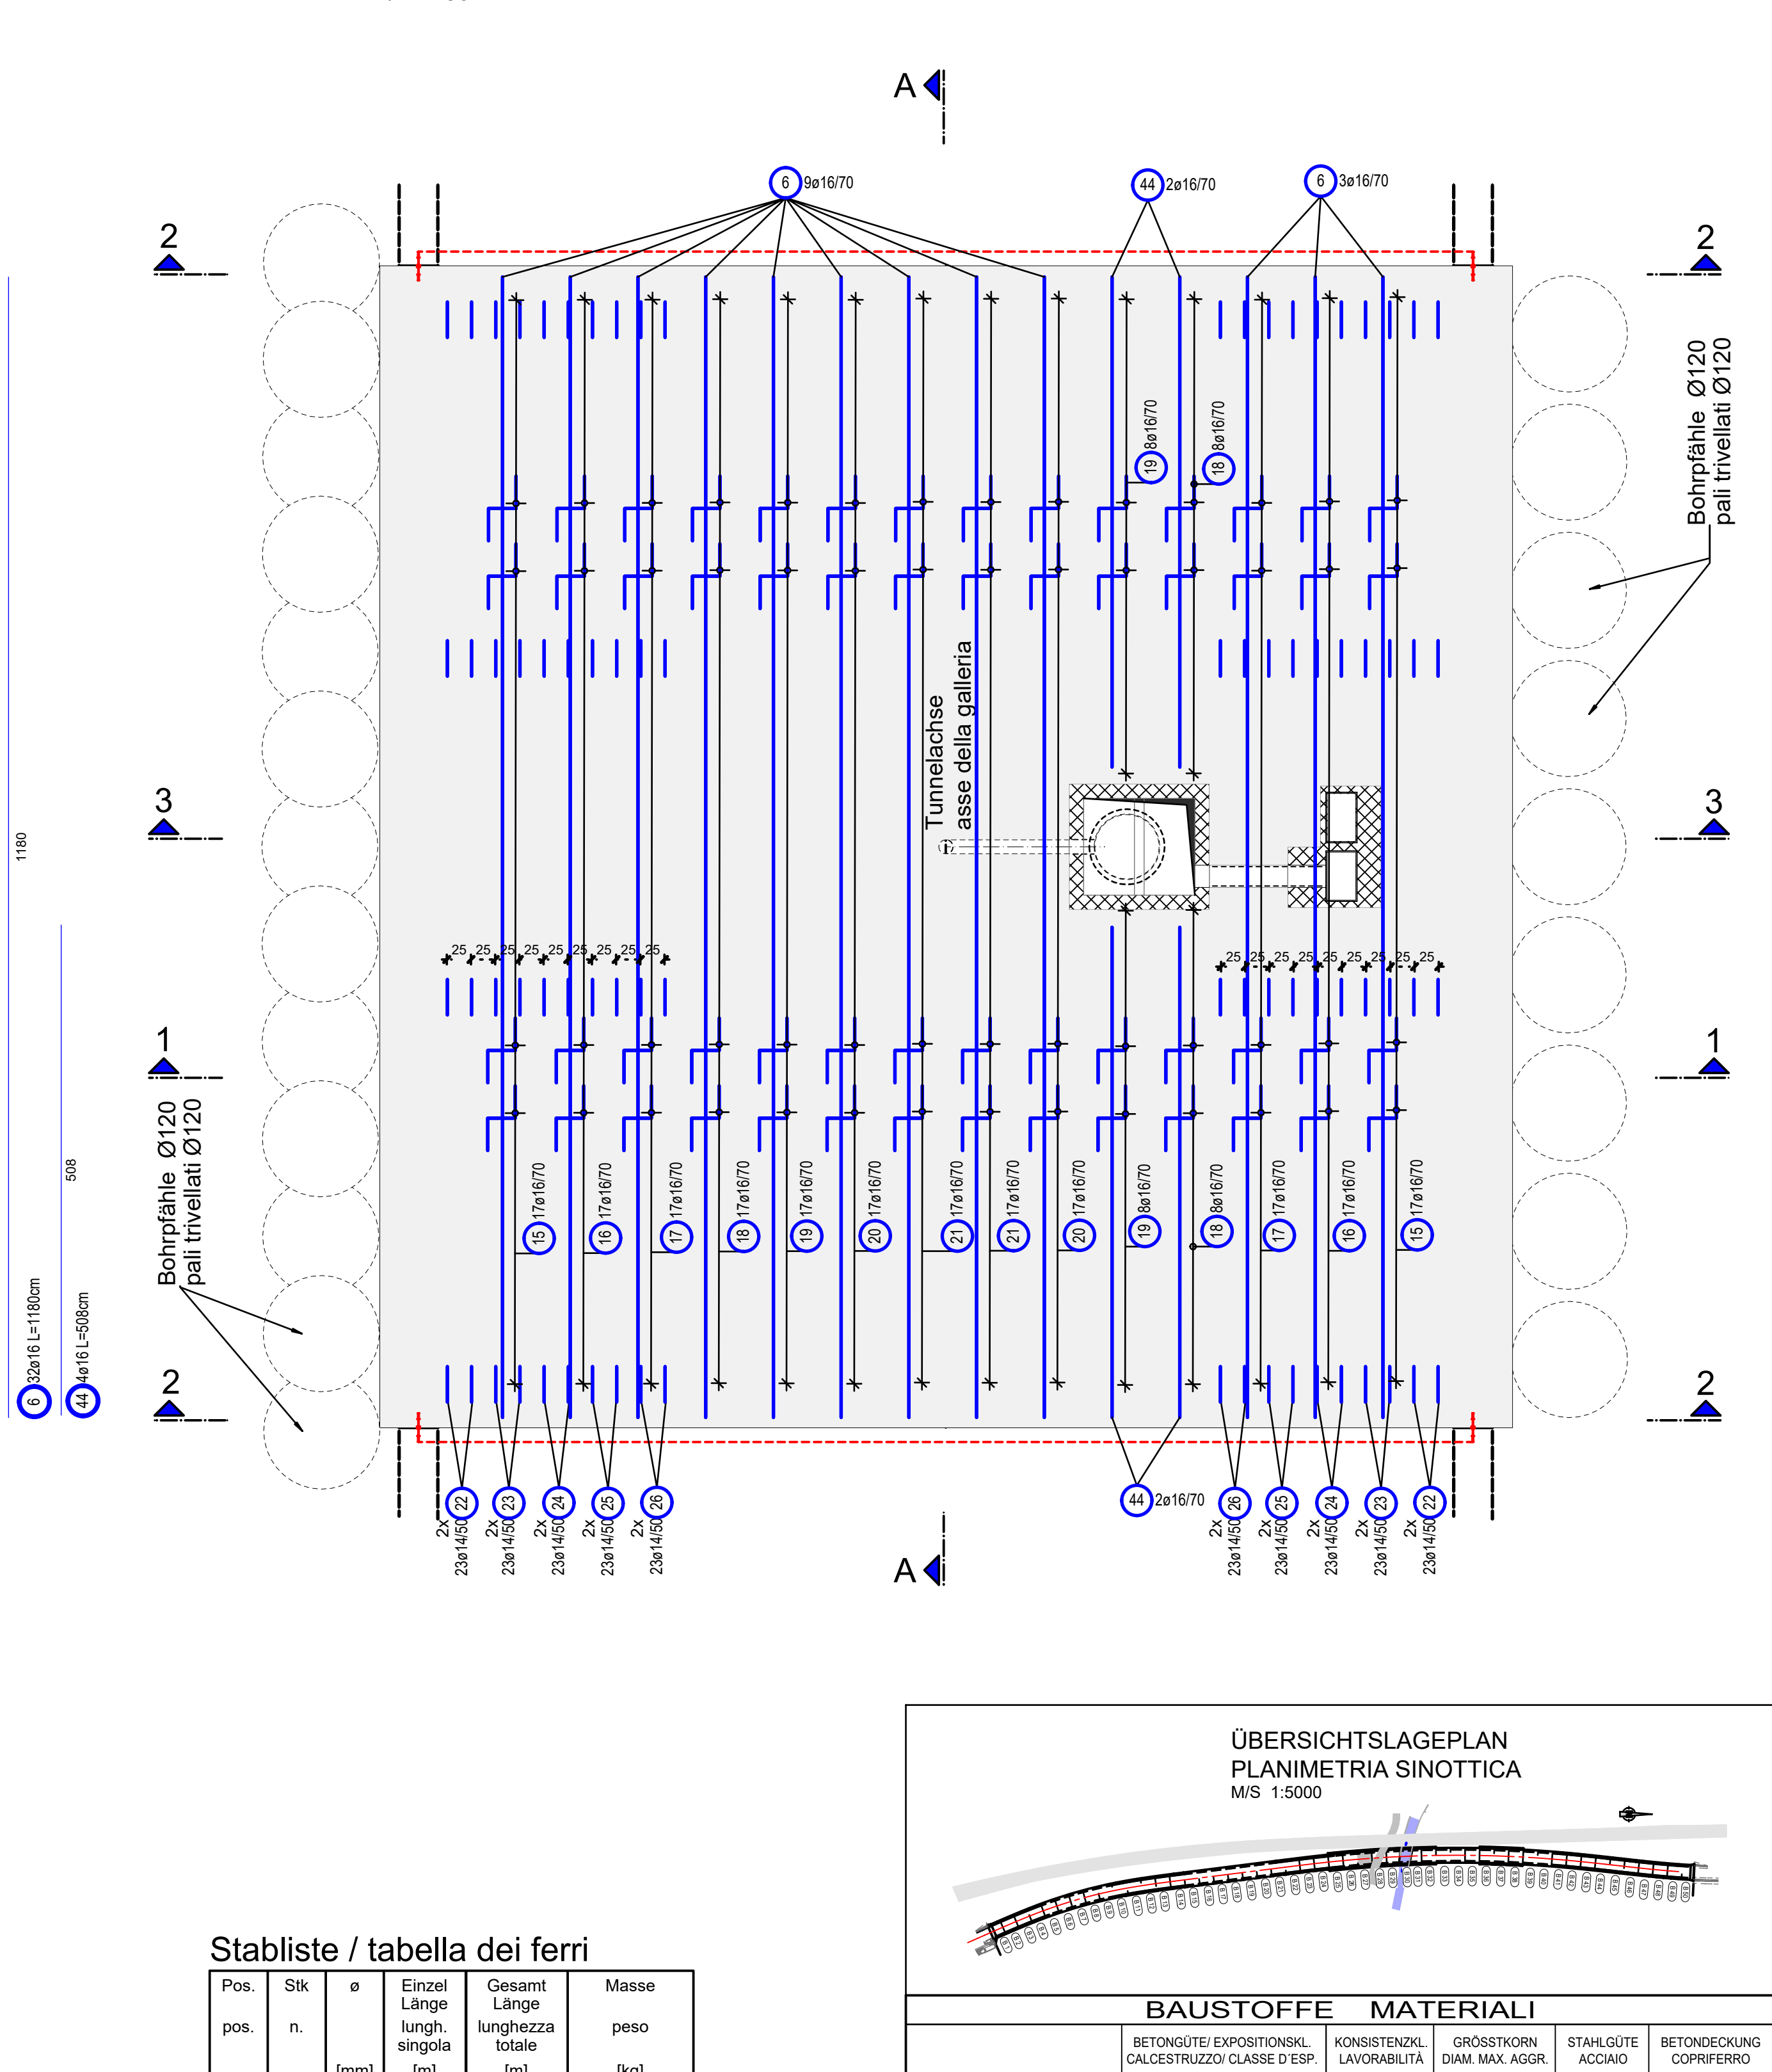 A
6 9ø16/70
44 2ø16/70
6 3ø16/70
2
2
Bohrpfähle Ø120
pali trivellati Ø120
19 8ø16/70
18 8ø16/70
Tunnelachse
asse della galleria
3
3
1180
25 25 25 25 25 25 25 25 25
25 25 25 25 25 25 25 25 25
1
1
508
Bohrpfähle Ø120
pali trivellati Ø120
15 17ø16/70
16 17ø16/70
17 17ø16/70
18 17ø16/70
19 17ø16/70
20 17ø16/70
21 17ø16/70
21 17ø16/70
20 17ø16/70
19 8ø16/70
18 8ø16/70
17 17ø16/70
16 17ø16/70
15 17ø16/70
6 32ø16 L=1180cm
44 4ø16 L=508cm
2
2
22 2x 23ø14/50
23 2x 23ø14/50
24 2x 23ø14/50
25 2x 23ø14/50
26 2x 23ø14/50
44 2ø16/70
26 2x 23ø14/50
25 2x 23ø14/50
24 2x 23ø14/50
23 2x 23ø14/50
22 2x 23ø14/50
A
ÜBERSICHTSLAGEPLAN
PLANIMETRIA SINOTTICA
M/S 1:5000
Stabliste / tabella dei ferri
Pos. Stk ø Einzel Länge Gesamt Länge Masse
pos. n. lungh. singola lunghezza totale peso
[mm] [m] [m] [kg]
BAUSTOFFE MATERIALI
BETONGÜTE/ EXPOSITIONSKL. KONSISTENZKL. GRÖSSTKORN STAHLGÜTE BETONDECKUNG
CALCESTRUZZO/ CLASSE D´ESP. LAVORABILITÀ DIAM. MAX. AGGR. ACCIAIO COPRIFERRO